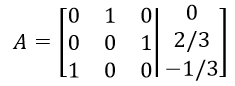 A = [0 1 0 | 0
0 0 1 | 2/3
1 0 0 | −1/3]